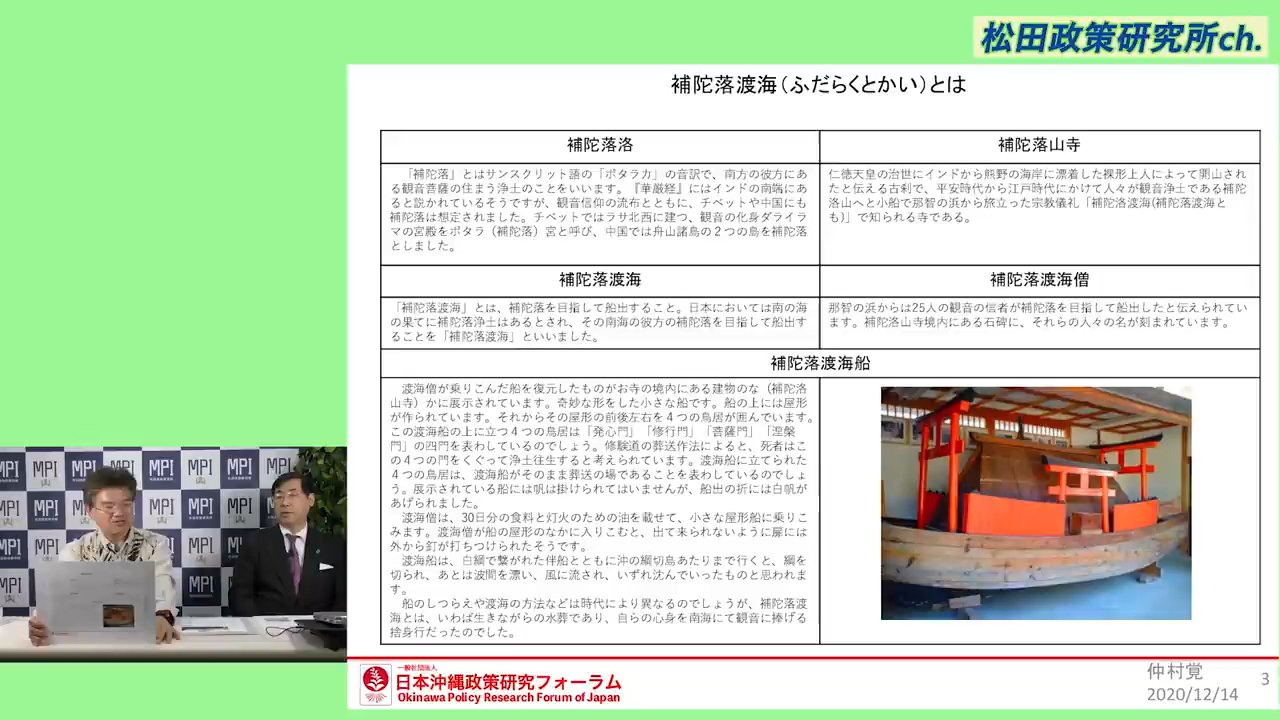 松田政策研究所ch.
補陀落渡海(ふだらくとかい)とは
補陀落洛
「補陀落」とはサンスクリット語の「ポタラカ」の音訳で、南方の彼方にあ
る観音菩薩の住まう浄土のことをいいます。『華厳経』にはインドの南端にあ
ると説かれているそうですが、観音信仰の流布とともに、チベットや中国にも
補陀落は想定されました。チベットではラサ北西に建つ、観音の化身ダライラ
マの宮殿をポタラ（補陀落）宮と呼び、中国では舟山諸島の２つの島を補陀落
としました。
補陀落山寺
仁徳天皇の治世にインドから熊野の海岸に漂着した裸形上人によって開山され
たと伝える古刹で、平安時代から江戸時代にかけて人々が観音浄土である補陀
洛山へと小船で那智の浜から旅立った宗教儀礼「補陀洛渡海(補陀落渡海と
も)」で知られる寺である。
補陀落渡海
「補陀落渡海」とは、補陀落を目指して船出すること。日本においては南の海
の果てに補陀落浄土はあるとされ、その南海の彼方の補陀落を目指して船出す
ることを「補陀落渡海」といいました。
補陀落渡海僧
那智の浜からは25人の観音の信者が補陀落を目指して船出したと伝えられてい
ます。補陀洛山寺境内にある石碑に、それらの人々の名が刻まれています。
補陀落渡海船
渡海僧が乗りこんだ船を復元したものがお寺の境内にある建物のな（補陀洛
山寺）かに展示されています。奇妙な形をした小さな船です。船の上には屋形
が作られています。それからその屋形の前後左右を４つの鳥居が囲んでいます。
この渡海船の上に立つ４つの鳥居は「発心門」「修行門」「菩薩門」「涅槃
門」の四門を表わしているのでしょう。修験道の葬送作法によると、死者はこ
の４つの門をくぐって浄土往生すると考えられています。渡海船に立てられた
４つの鳥居は、渡海船がそのまま葬送の場であることを表わしているのでしょ
う。展示されている船には帆は掛けられてはいませんが、船出の折には白帆が
あげられました。
渡海僧は、30日分の食料と灯火のための油を載せて、小さな屋形船に乗りこ
みます。渡海僧が船の屋形のなかに入りこむと、出て来られないように扉には
外から釘が打ちつけられたそうです。
渡海船は、白綱で繋がれた伴船とともに沖の綱切島あたりまで行くと、綱を
切られ、あとは波間を漂い、風に流され、いずれ沈んでいったものと思われま
す。
船のしつらえや渡海の方法などは時代により異なるのでしょうが、補陀落渡
海とは、いわば生きながらの水葬であり、自らの心身を南海にて観音に捧げる
捨身行だったのでした。
一般社団法人
日本沖縄政策研究フォーラム
Okinawa Policy Research Forum of Japan
仲村覚
2020/12/14
3
MPI